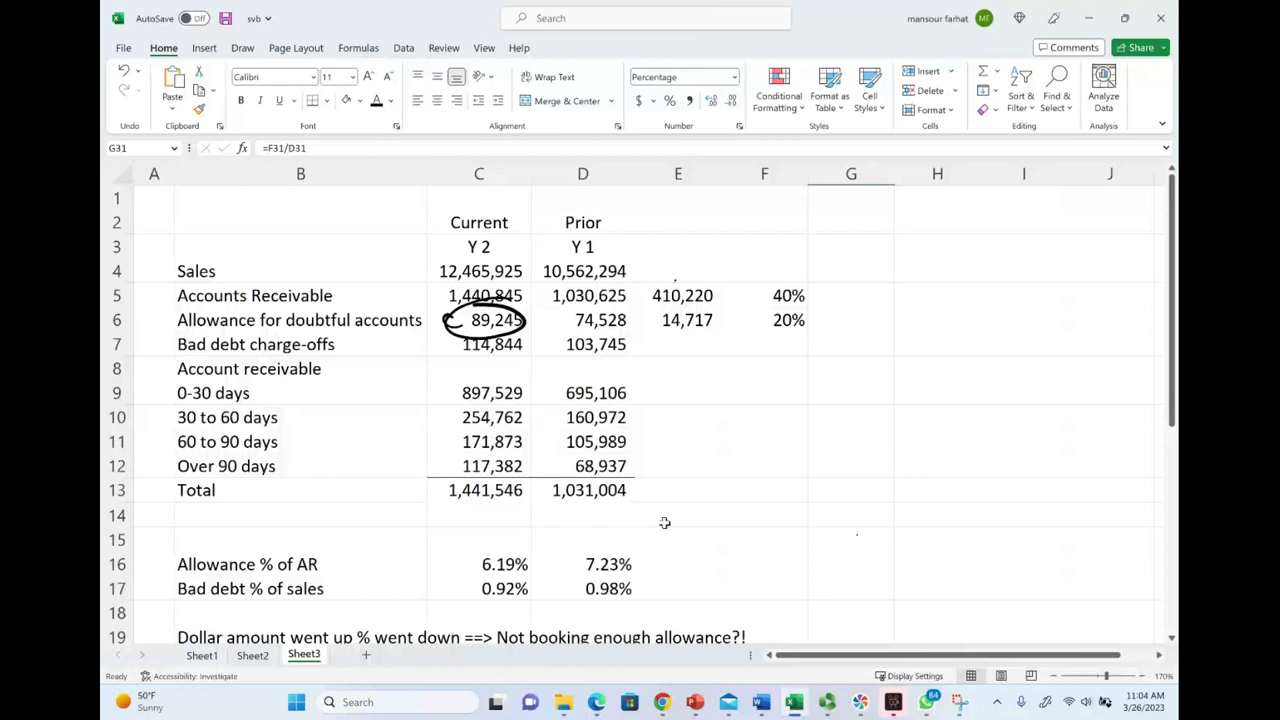 AutoSave Off svb Search mansour farhat MF
File Home Insert Draw Page Layout Formulas Data Review View Help Comments Share
Calibri 11 A^ Aˇ Wrap Text Percentage Insert
Paste Conditional Formatting Format as Table Cell Styles Delete Sort & Filter Find & Select Analyze Data
B I U A Merge & Center $ % , Format
Undo Clipboard Font Alignment Number Styles Cells Editing Analysis
G31 fx =F31/D31
A B C D E F G H I J
1
2 Current Prior
3 Y 2 Y 1
4 Sales 12,465,925 10,562,294
5 Accounts Receivable 1,440,845 1,030,625 410,220 40%
6 Allowance for doubtful accounts 89,245 74,528 14,717 20%
7 Bad debt charge-offs 114,844 103,745
8 Account receivable
9 0-30 days 897,529 695,106
10 30 to 60 days 254,762 160,972
11 60 to 90 days 171,873 105,989
12 Over 90 days 117,382 68,937
13 Total 1,441,546 1,031,004
14
15
16 Allowance % of AR 6.19% 7.23%
17 Bad debt % of sales 0.92% 0.98%
18
19 Dollar amount went up % went down ==> Not booking enough allowance?!
Sheet1 Sheet2 Sheet3
Ready Accessibility: Investigate Display Settings 170%
50°F
Sunny
Search
84
11:04 AM
3/26/2023